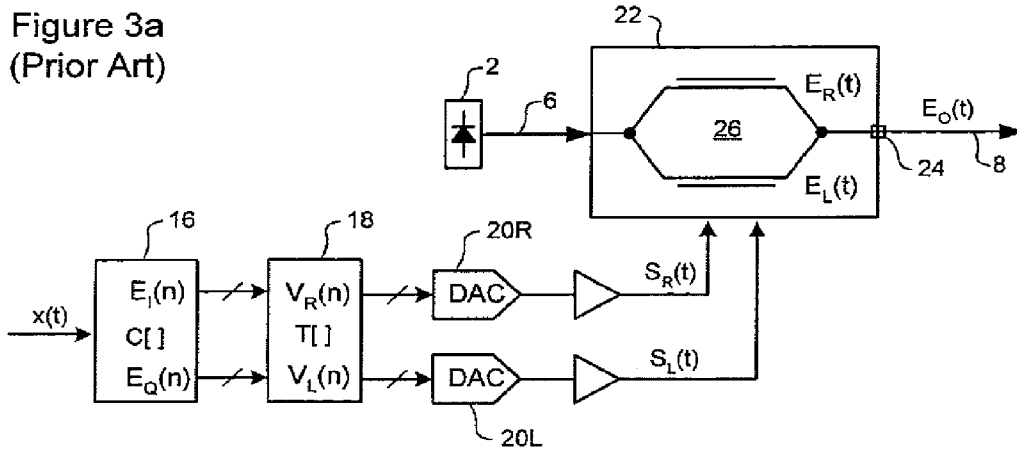 Figure 3a
(Prior Art)
22
2
6
E_R(t)
26
E_O(t)
E_L(t)
24
8
16
18
20R
E_I(n)
V_R(n)
DAC
S_R(t)
x(t)
C[ ]
T[ ]
E_Q(n)
V_L(n)
DAC
S_L(t)
20L